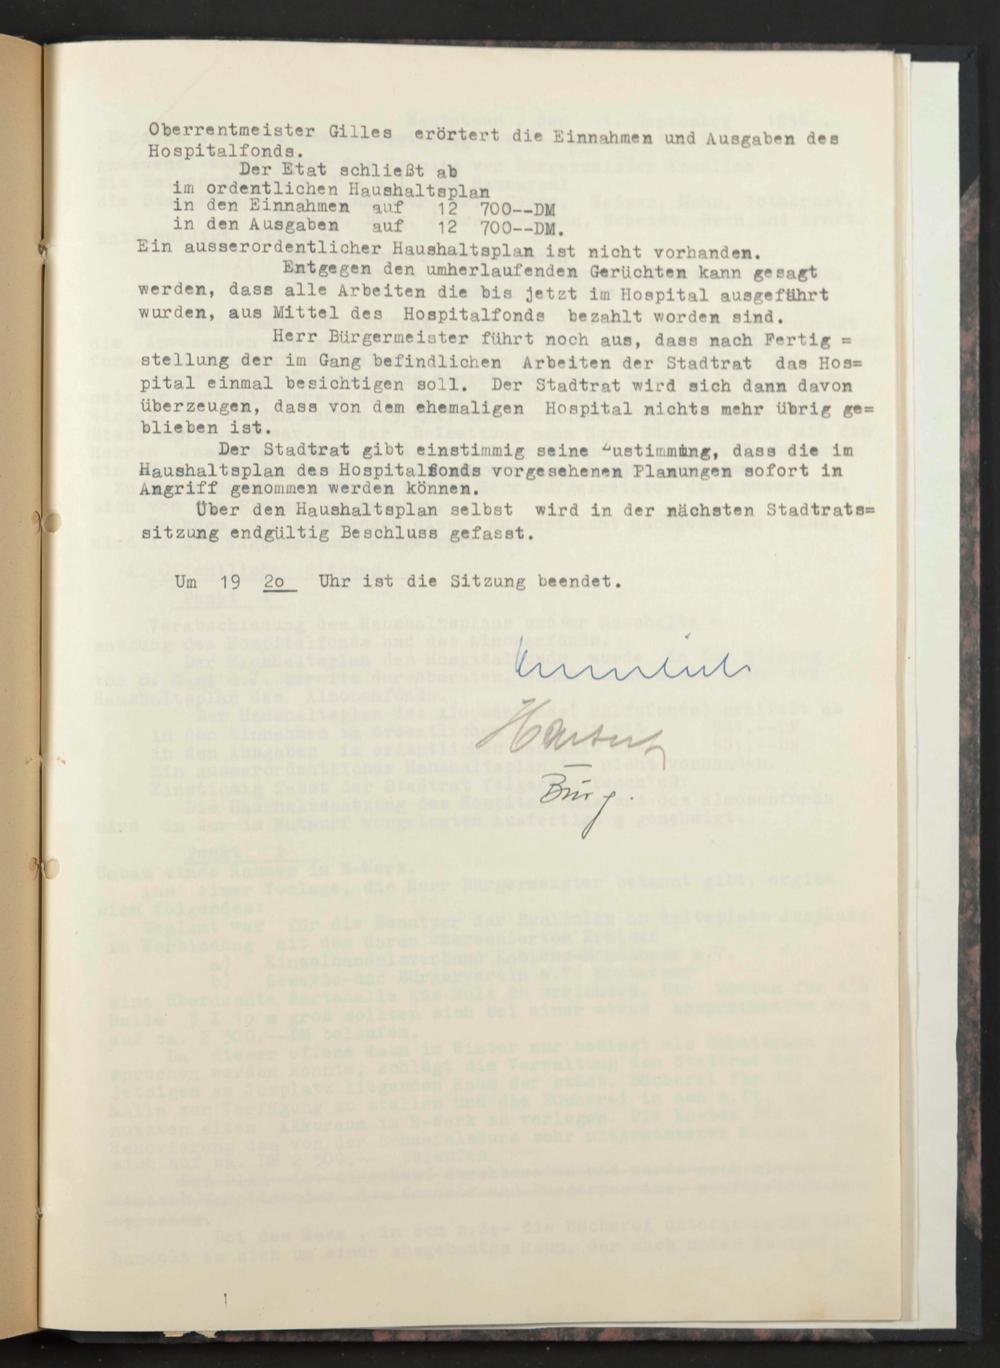 Oberrentmeister Gilles erörtert die Einnahmen und Ausgaben des
Hospitalfonds.
Der Etat schließt ab
im ordentlichen Haushaltsplan
in den Einnahmen auf 12 700--DM
in den Ausgaben auf 12 700--DM.
Ein ausserordentlicher Haushaltsplan ist nicht vorhanden.
Entgegen den umherlaufenden Gerüchten kann gesagt
werden, dass alle Arbeiten die bis jetzt im Hospital ausgeführt
wurden, aus Mittel des Hospitalfonds bezahlt worden sind.
Herr Bürgermeister führt noch aus, dass nach Fertig =
stellung der im Gang befindlichen Arbeiten der Stadtrat das Hos=
pital einmal besichtigen soll. Der Stadtrat wird sich dann davon
überzeugen, dass von dem ehemaligen Hospital nichts mehr übrig ge=
blieben ist.
Der Stadtrat gibt einstimmig seine Zustimmung, dass die im
Haushaltsplan des Hospitalfonds vorgesehenen Planungen sofort in
Angriff genommen werden können.
Über den Haushaltsplan selbst wird in der nächsten Stadtrats=
sitzung endgültig Beschluss gefasst.
Um 19 2o Uhr ist die Sitzung beendet.
Bürg.